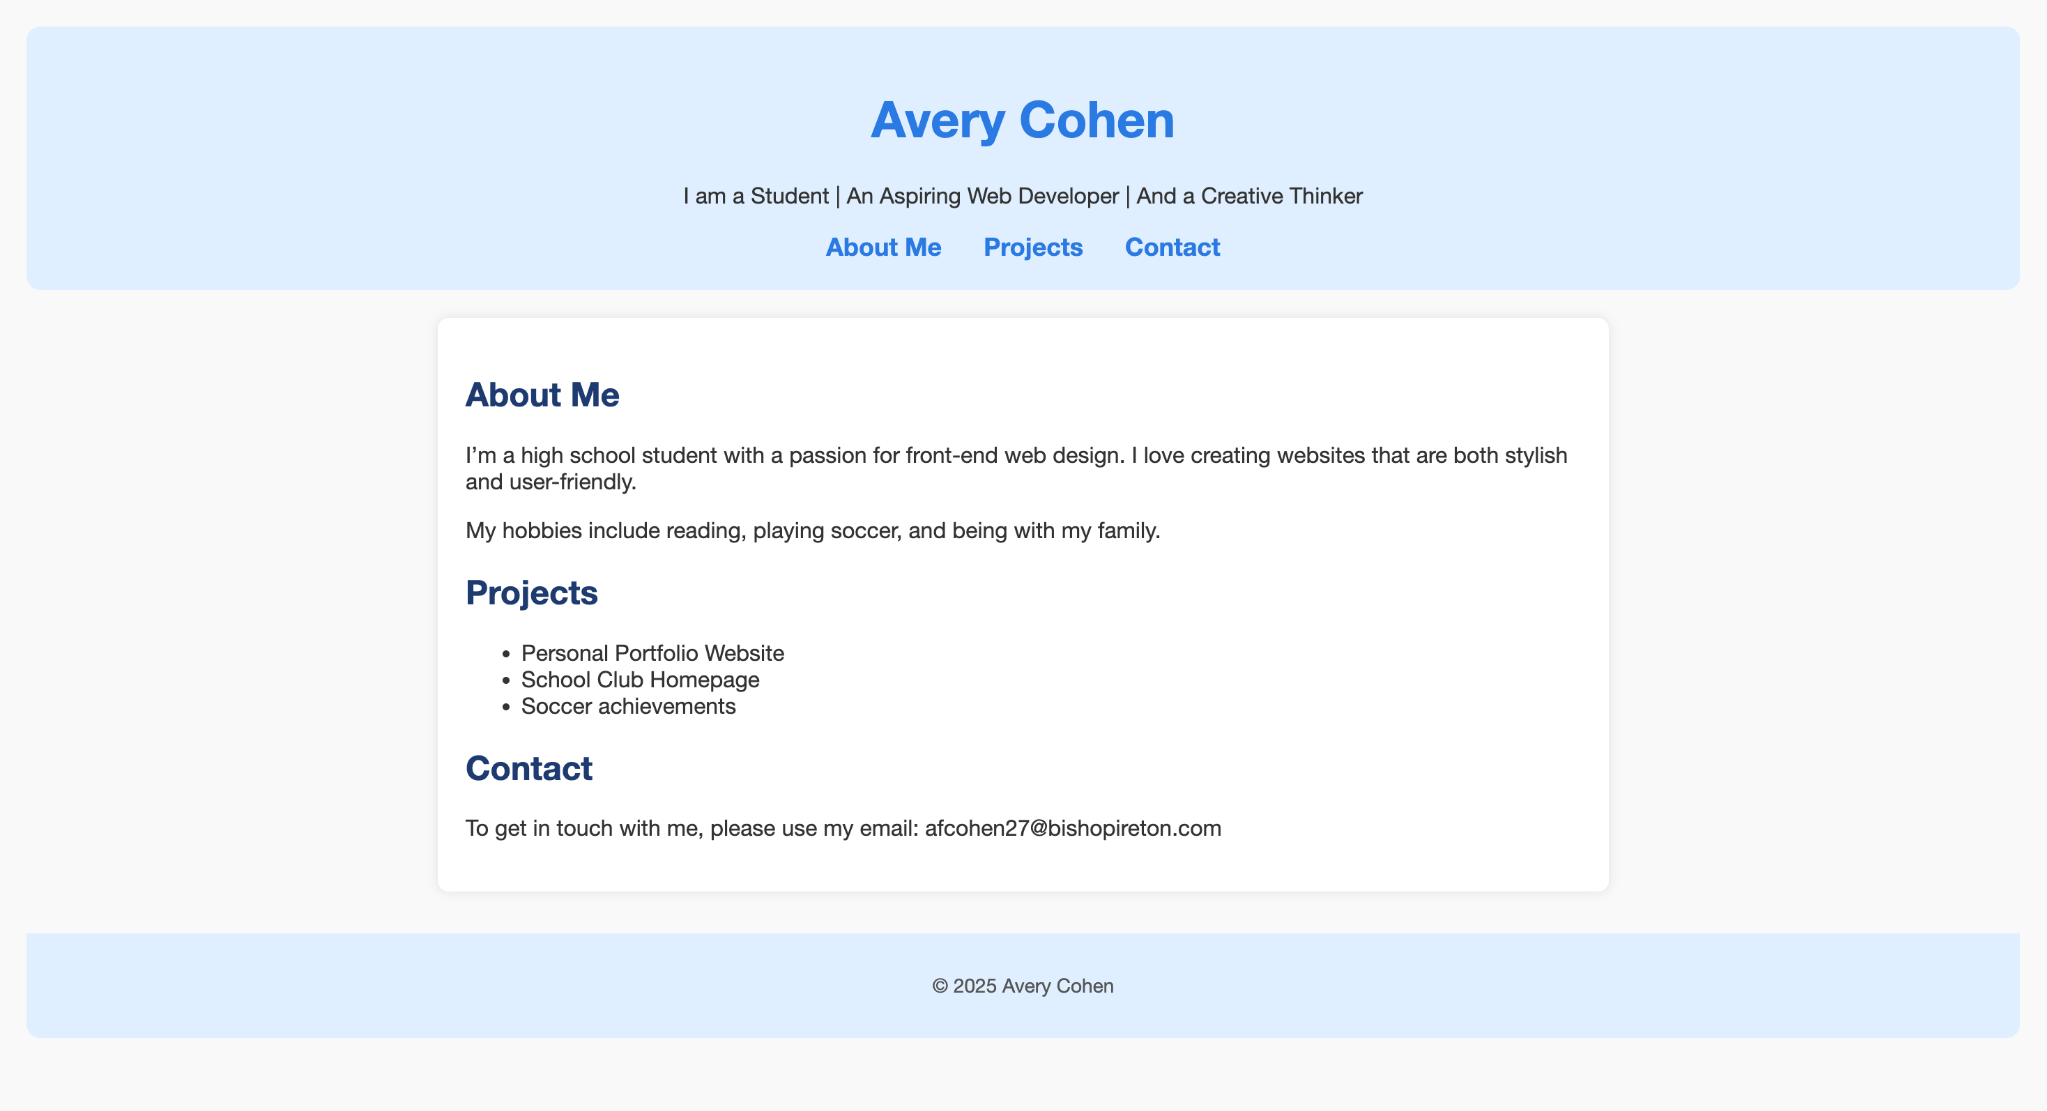 Avery Cohen
I am a Student | An Aspiring Web Developer | And a Creative Thinker
About Me Projects Contact
About Me
I’m a high school student with a passion for front-end web design. I love creating websites that are both stylish
and user-friendly.
My hobbies include reading, playing soccer, and being with my family.
Projects
• Personal Portfolio Website
• School Club Homepage
• Soccer achievements
Contact
To get in touch with me, please use my email: afcohen27@bishopireton.com
© 2025 Avery Cohen